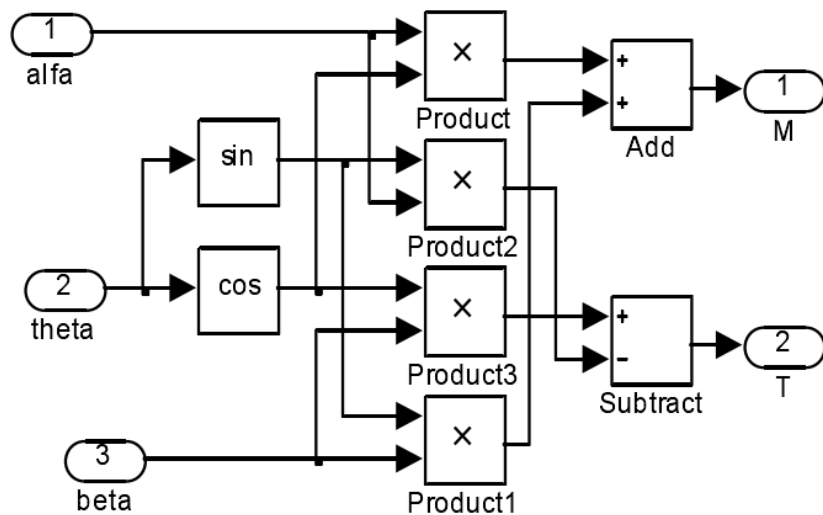 1
alfa
×
Product
+
+
Add
1
M
sin
×
Product2
2
theta
cos
×
Product3
+
−
Subtract
2
T
3
beta
×
Product1